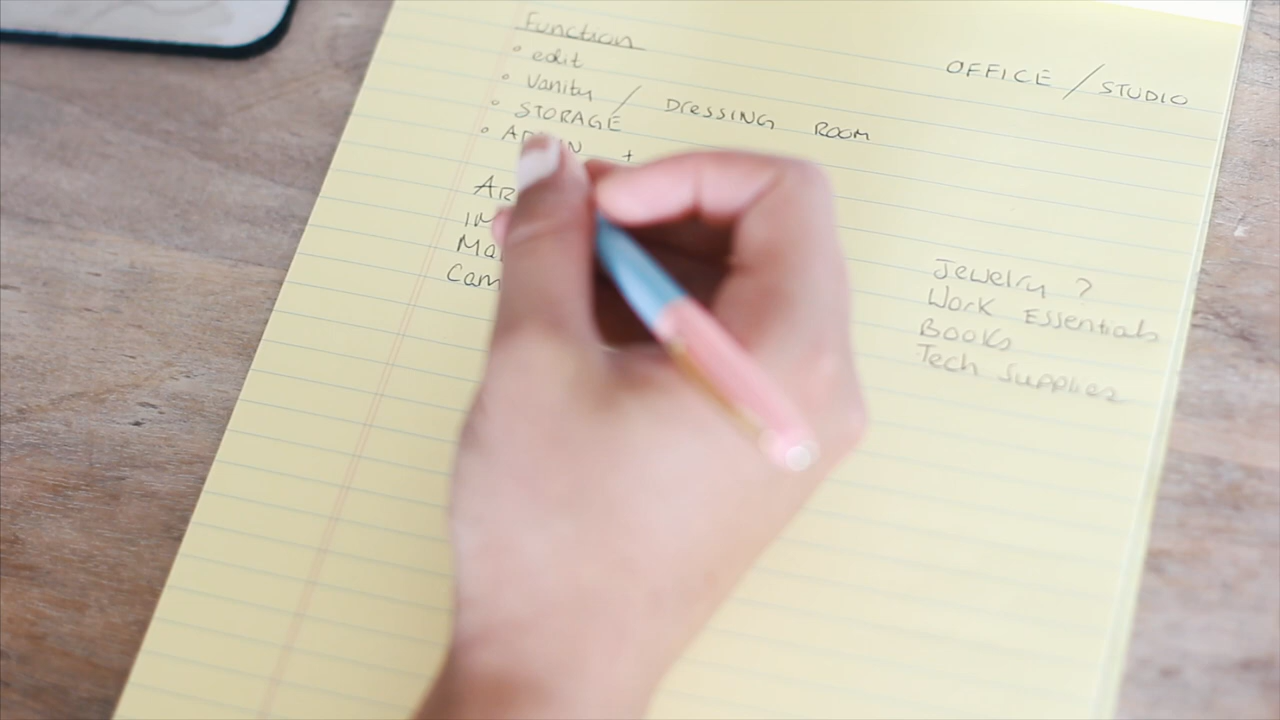 Function
OFFICE / STUDIO
• edit
• Vanity / Dressing Room
• STORAGE
+
Jewelry ?
Work Essentials
Books
Tech Supplies